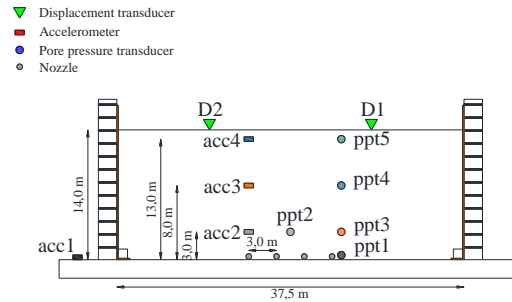 Displacement transducer
Accelerometer
Pore pressure transducer
Nozzle
D2 D1
acc4 ppt5
acc3 ppt4
acc2 ppt2 ppt3
acc1 ppt1
14,0 m
13,0 m
8,0 m
3,0 m
3,0 m
37,5 m